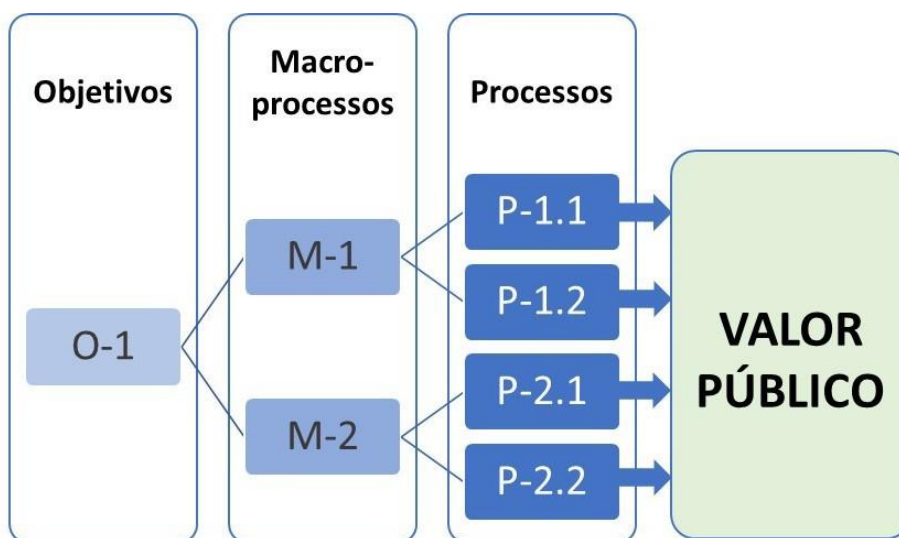 Objetivos
Macro-
processos
Processos
O-1
M-1
M-2
P-1.1
P-1.2
P-2.1
P-2.2
VALOR
PÚBLICO